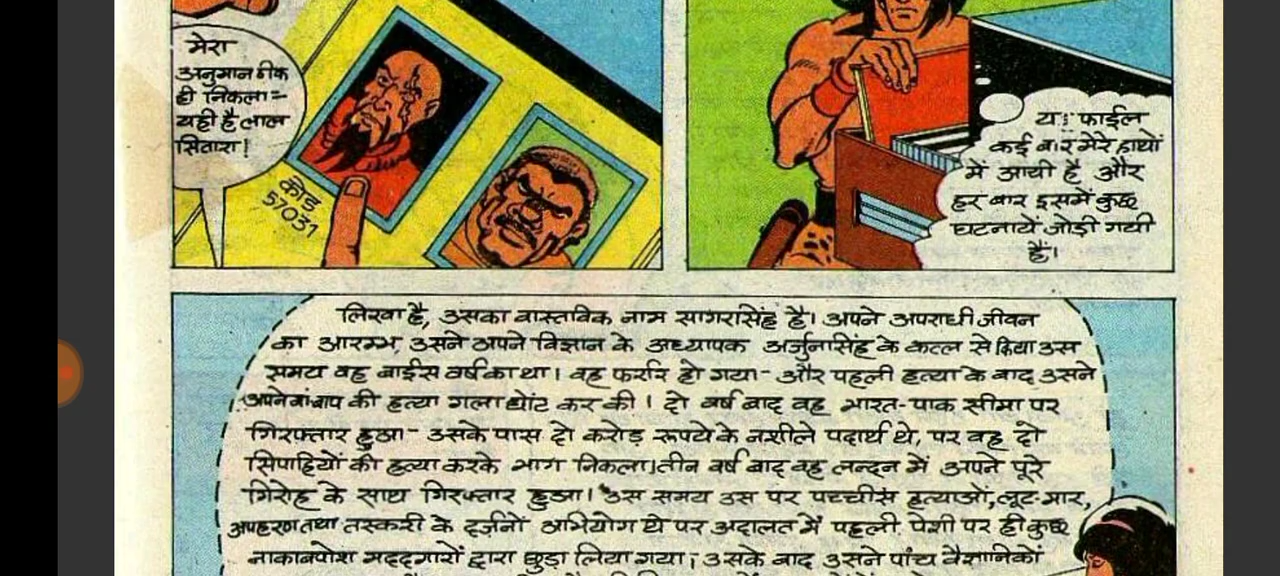 मेरा
अनुमान ठीक
ही निकला=
यही है लाल
सितारा!
कोड
57031
य: फाईल
कई बार मेरे हाथों
में आयी है और
हर बार इसमें कुछ
घटनायें जोड़ी गयी
हैं।
लिखा है, उसका वास्तविक नाम सागरसिंह है। अपने अपराधी जीवन
का आरम्भ, उसने अपने विज्ञान के अध्यापक अर्जुनासिंह के कत्ल से किया उस
समय वह बाईस वर्ष का था। वह फर्रार हो गया- और पहली हत्या के बाद उसने
अपने बाप की हत्या गला घोंट कर की। दो वर्ष बाद वह भारत-पाक सीमा पर
गिरफ्तार हुआ- उसके पास दो करोड़ रूपये के नशीले पदार्थ थे, पर वह दो
सिपाहियों की हत्या करके भाग निकला। तीन वर्ष बाद वह लन्दन में अपने पूरे
गिरोह के साथ गिरफ्तार हुआ। उस समय उस पर पच्चीस हत्याओं, लूट-मार,
अपहरण तथा तस्करी के दर्जनों अभियोग थे पर अदालत में पहली पेशी पर ही कुछ
नाकाबपोश मददगारों द्वारा छुड़ा लिया गया; उसके बाद उसने पांच वैज्ञानिकों